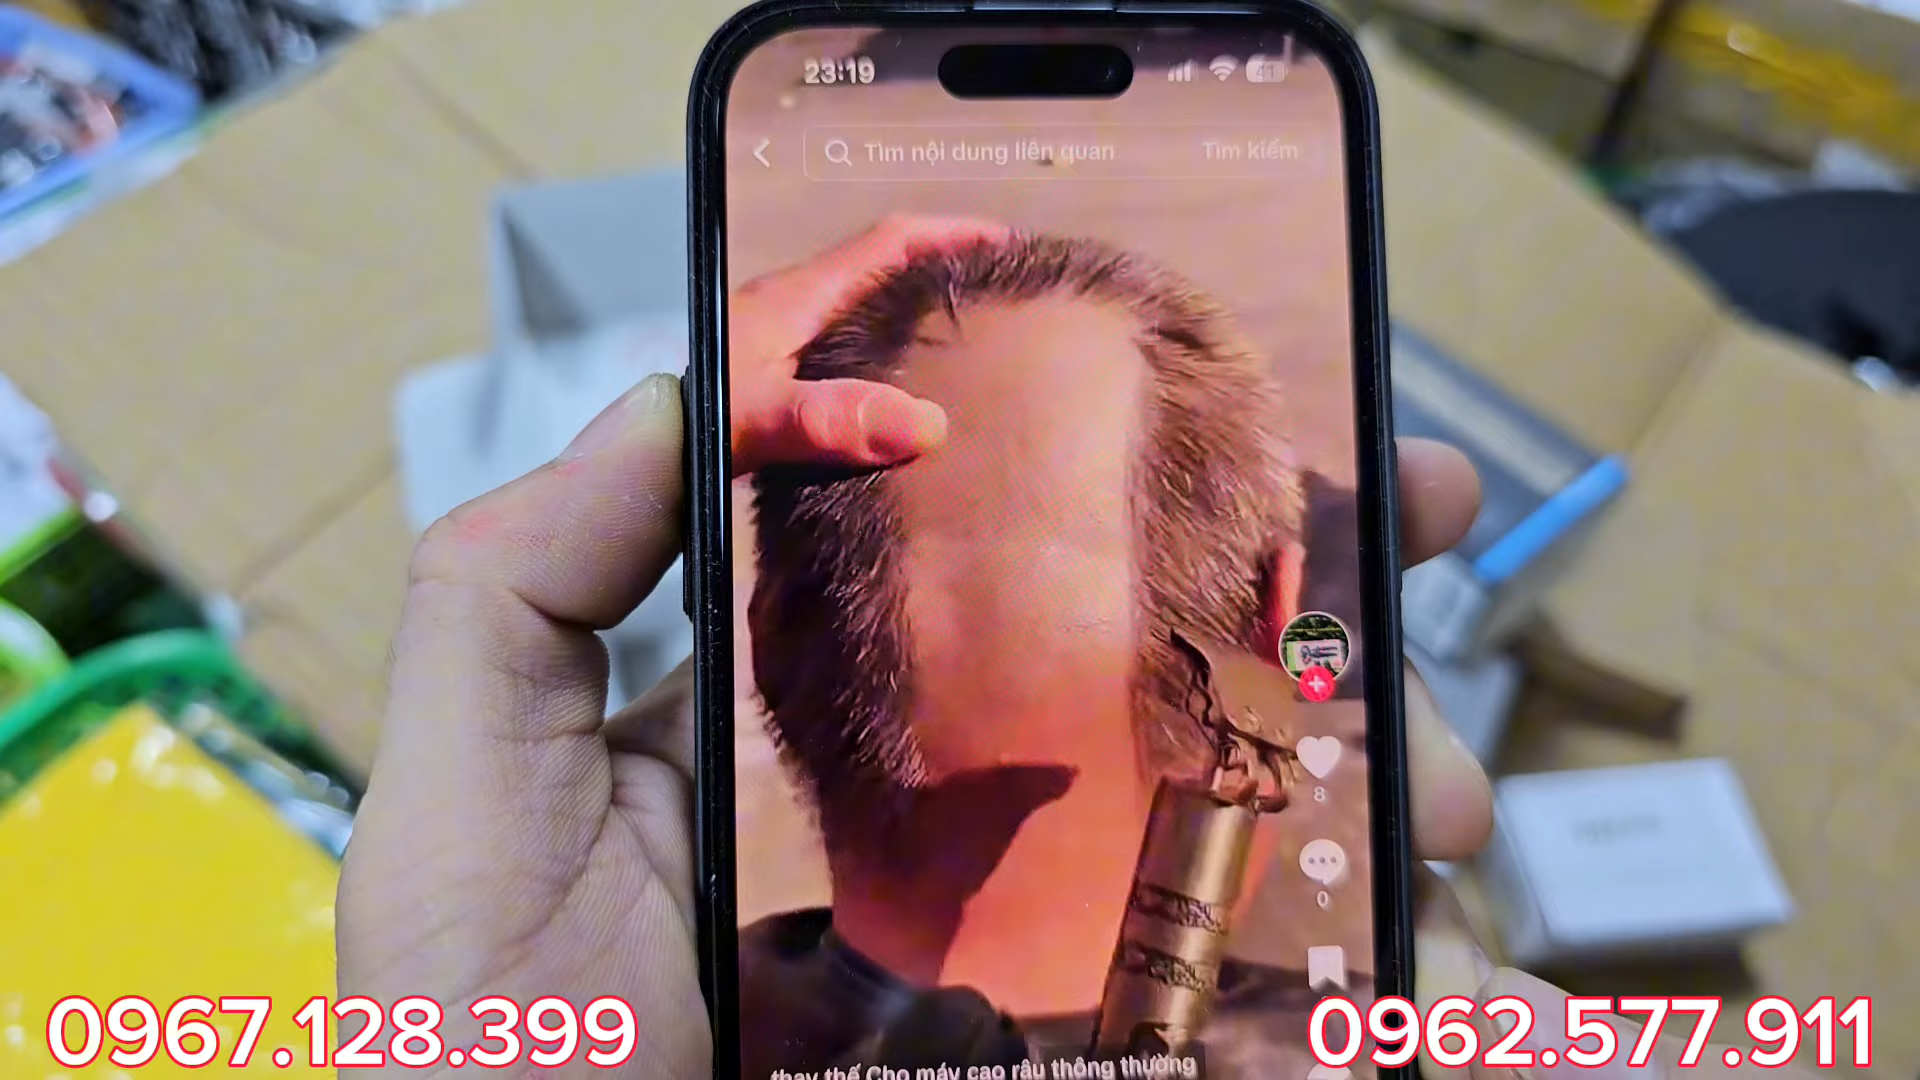 23:19
41
Tìm nội dung liên quan
Tìm kiếm
8
0
thay thế Cho máy cạo râu thông thường
0967.128.399
0962.577.911